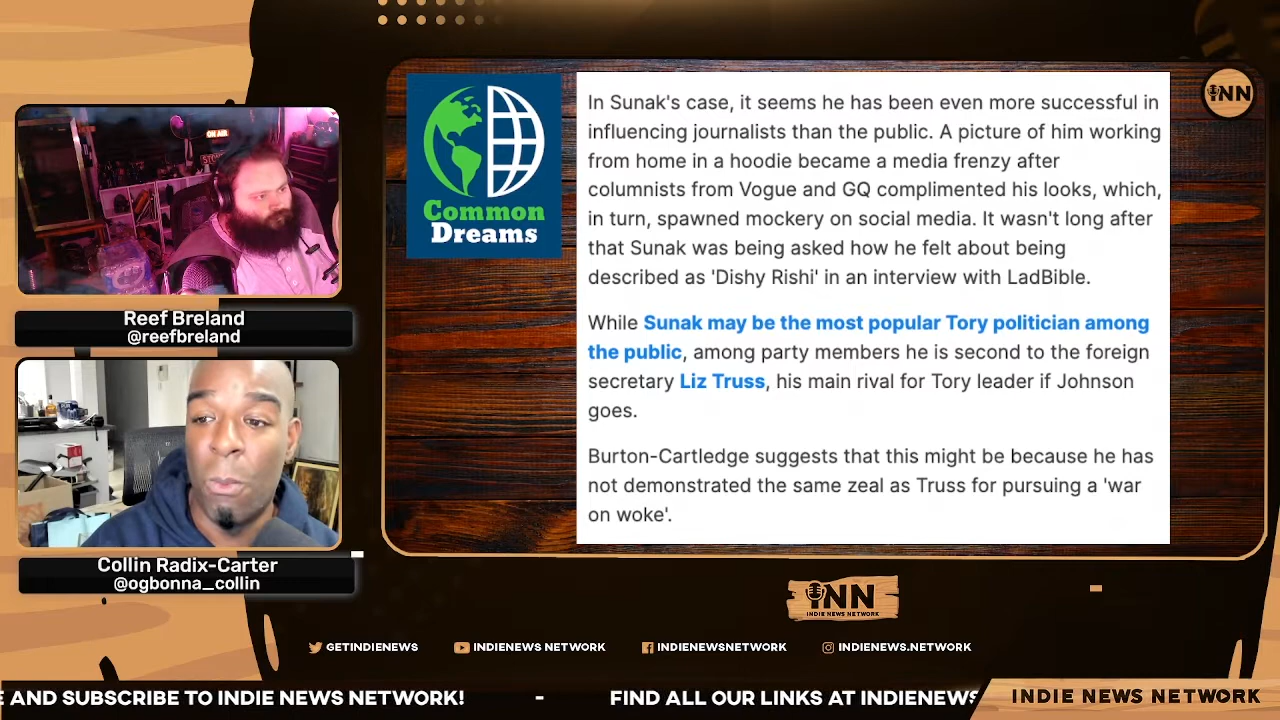 ON AIR
Reef Breland
@reefbreland
Collin Radix-Carter
@ogbonna_collin
Common
Dreams
In Sunak's case, it seems he has been even more successful in
influencing journalists than the public. A picture of him working
from home in a hoodie became a media frenzy after
columnists from Vogue and GQ complimented his looks, which,
in turn, spawned mockery on social media. It wasn't long after
that Sunak was being asked how he felt about being
described as 'Dishy Rishi' in an interview with LadBible.
While Sunak may be the most popular Tory politician among
the public, among party members he is second to the foreign
secretary Liz Truss, his main rival for Tory leader if Johnson
goes.
Burton-Cartledge suggests that this might be because he has
not demonstrated the same zeal as Truss for pursuing a 'war
on woke'.
INN
INN
INDIE NEWS NETWORK
GETINDIENEWS
INDIENEWS NETWORK
INDIENEWSNETWORK
INDIENEWS.NETWORK
E AND SUBSCRIBE TO INDIE NEWS NETWORK! - FIND ALL OUR LINKS AT INDIENEWS
INDIE NEWS NETWORK